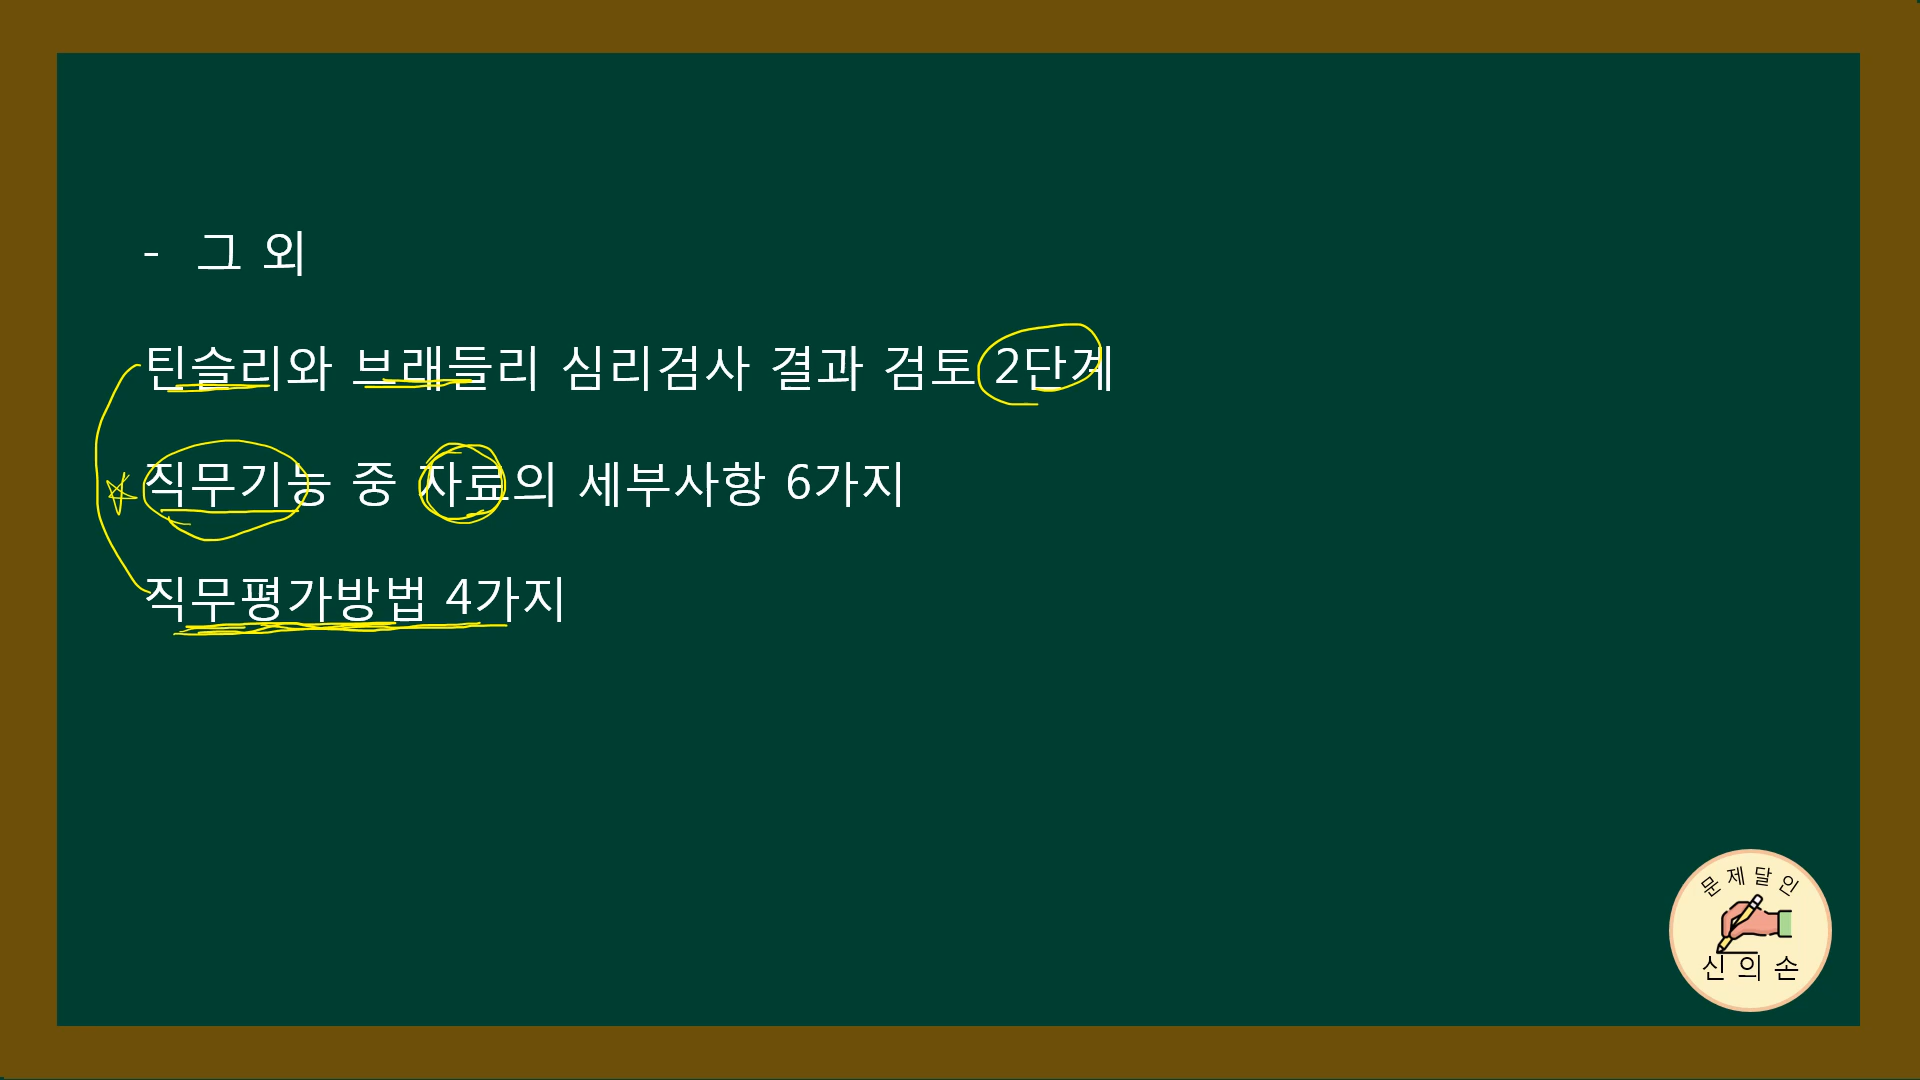 - 그 외
틴슬리와 브래들리 심리검사 결과 검토 2단계
직무기능 중 자료의 세부사항 6가지
직무평가방법 4가지
문제달인
신의손